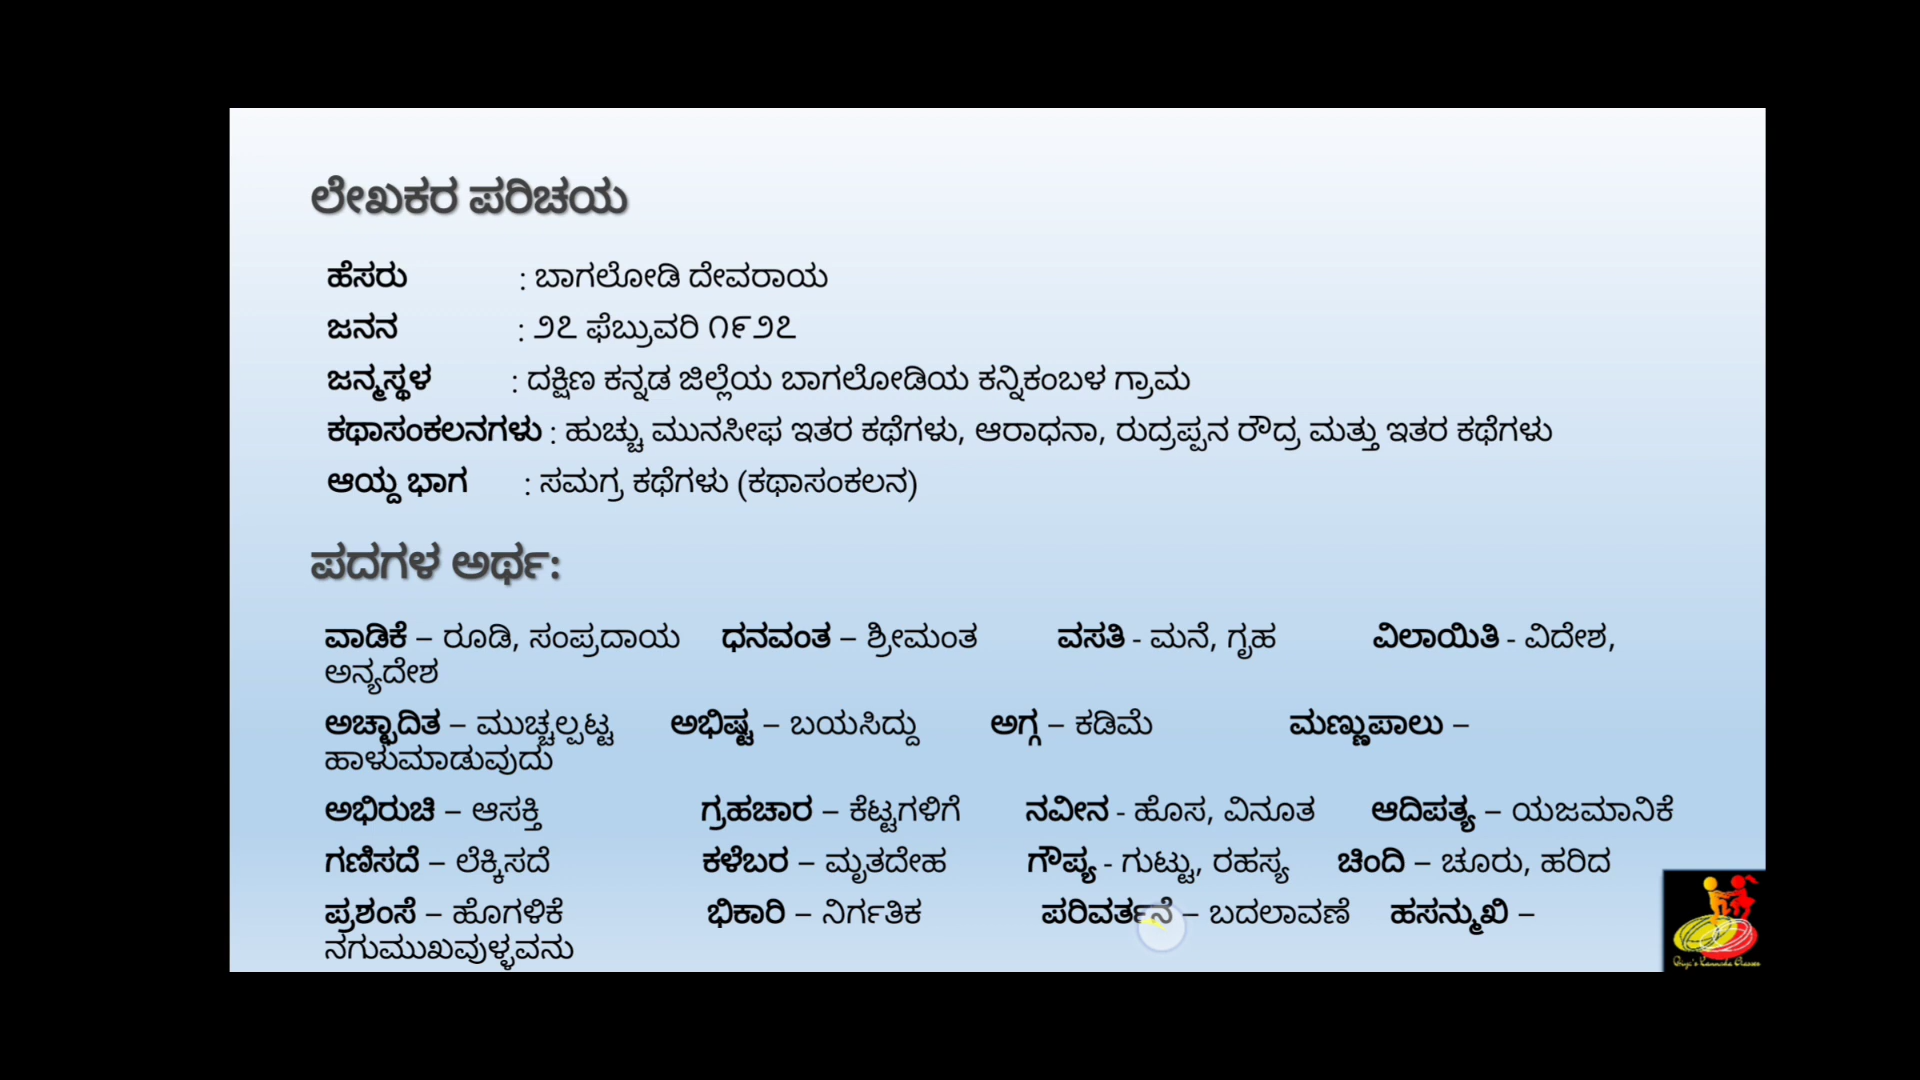 ಲೇಖಕರ ಪರಿಚಯ
ಹೆಸರು : ಬಾಗಲೋಡಿ ದೇವರಾಯ
ಜನನ : ೨೭ ಫೆಬ್ರುವರಿ ೧೯೨೭
ಜನ್ಮಸ್ಥಳ : ದಕ್ಷಿಣ ಕನ್ನಡ ಜಿಲ್ಲೆಯ ಬಾಗಲೋಡಿಯ ಕನ್ನಿಕಂಬಳ ಗ್ರಾಮ
ಕಥಾಸಂಕಲನಗಳು : ಹುಚ್ಚು ಮುನಸೀಫ ಇತರ ಕಥೆಗಳು, ಆರಾಧನಾ, ರುದ್ರಪ್ಪನ ರೌದ್ರ ಮತ್ತು ಇತರ ಕಥೆಗಳು
ಆಯ್ದ ಭಾಗ : ಸಮಗ್ರ ಕಥೆಗಳು (ಕಥಾಸಂಕಲನ)
ಪದಗಳ ಅರ್ಥ:
ವಾಡಿಕೆ – ರೂಡಿ, ಸಂಪ್ರದಾಯ ಧನವಂತ – ಶ್ರೀಮಂತ ವಸತಿ - ಮನೆ, ಗೃಹ ವಿಲಾಯಿತಿ - ವಿದೇಶ,
ಅನ್ಯದೇಶ
ಅಚ್ಛಾದಿತ – ಮುಚ್ಚಲ್ಪಟ್ಟ ಅಭಿಷ್ಟ – ಬಯಸಿದ್ದು ಅಗ್ಗ – ಕಡಿಮೆ ಮಣ್ಣುಪಾಲು –
ಹಾಳುಮಾಡುವುದು
ಅಭಿರುಚಿ – ಆಸಕ್ತಿ ಗ್ರಹಚಾರ – ಕೆಟ್ಟಗಳಿಗೆ ನವೀನ - ಹೊಸ, ವಿನೂತ ಆದಿಪತ್ಯ – ಯಜಮಾನಿಕೆ
ಗಣಿಸದೆ – ಲೆಕ್ಕಿಸದೆ ಕಳೆಬರ – ಮೃತದೇಹ ಗೌಪ್ಯ - ಗುಟ್ಟು, ರಹಸ್ಯ ಚಿಂದಿ – ಚೂರು, ಹರಿದ
ಪ್ರಶಂಸೆ – ಹೊಗಳಿಕೆ ಭಿಕಾರಿ – ನಿರ್ಗತಿಕ ಪರಿವರ್ತನೆ – ಬದಲಾವಣೆ ಹಸನ್ಮುಖಿ –
ನಗುಮುಖವುಳ್ಳವನು